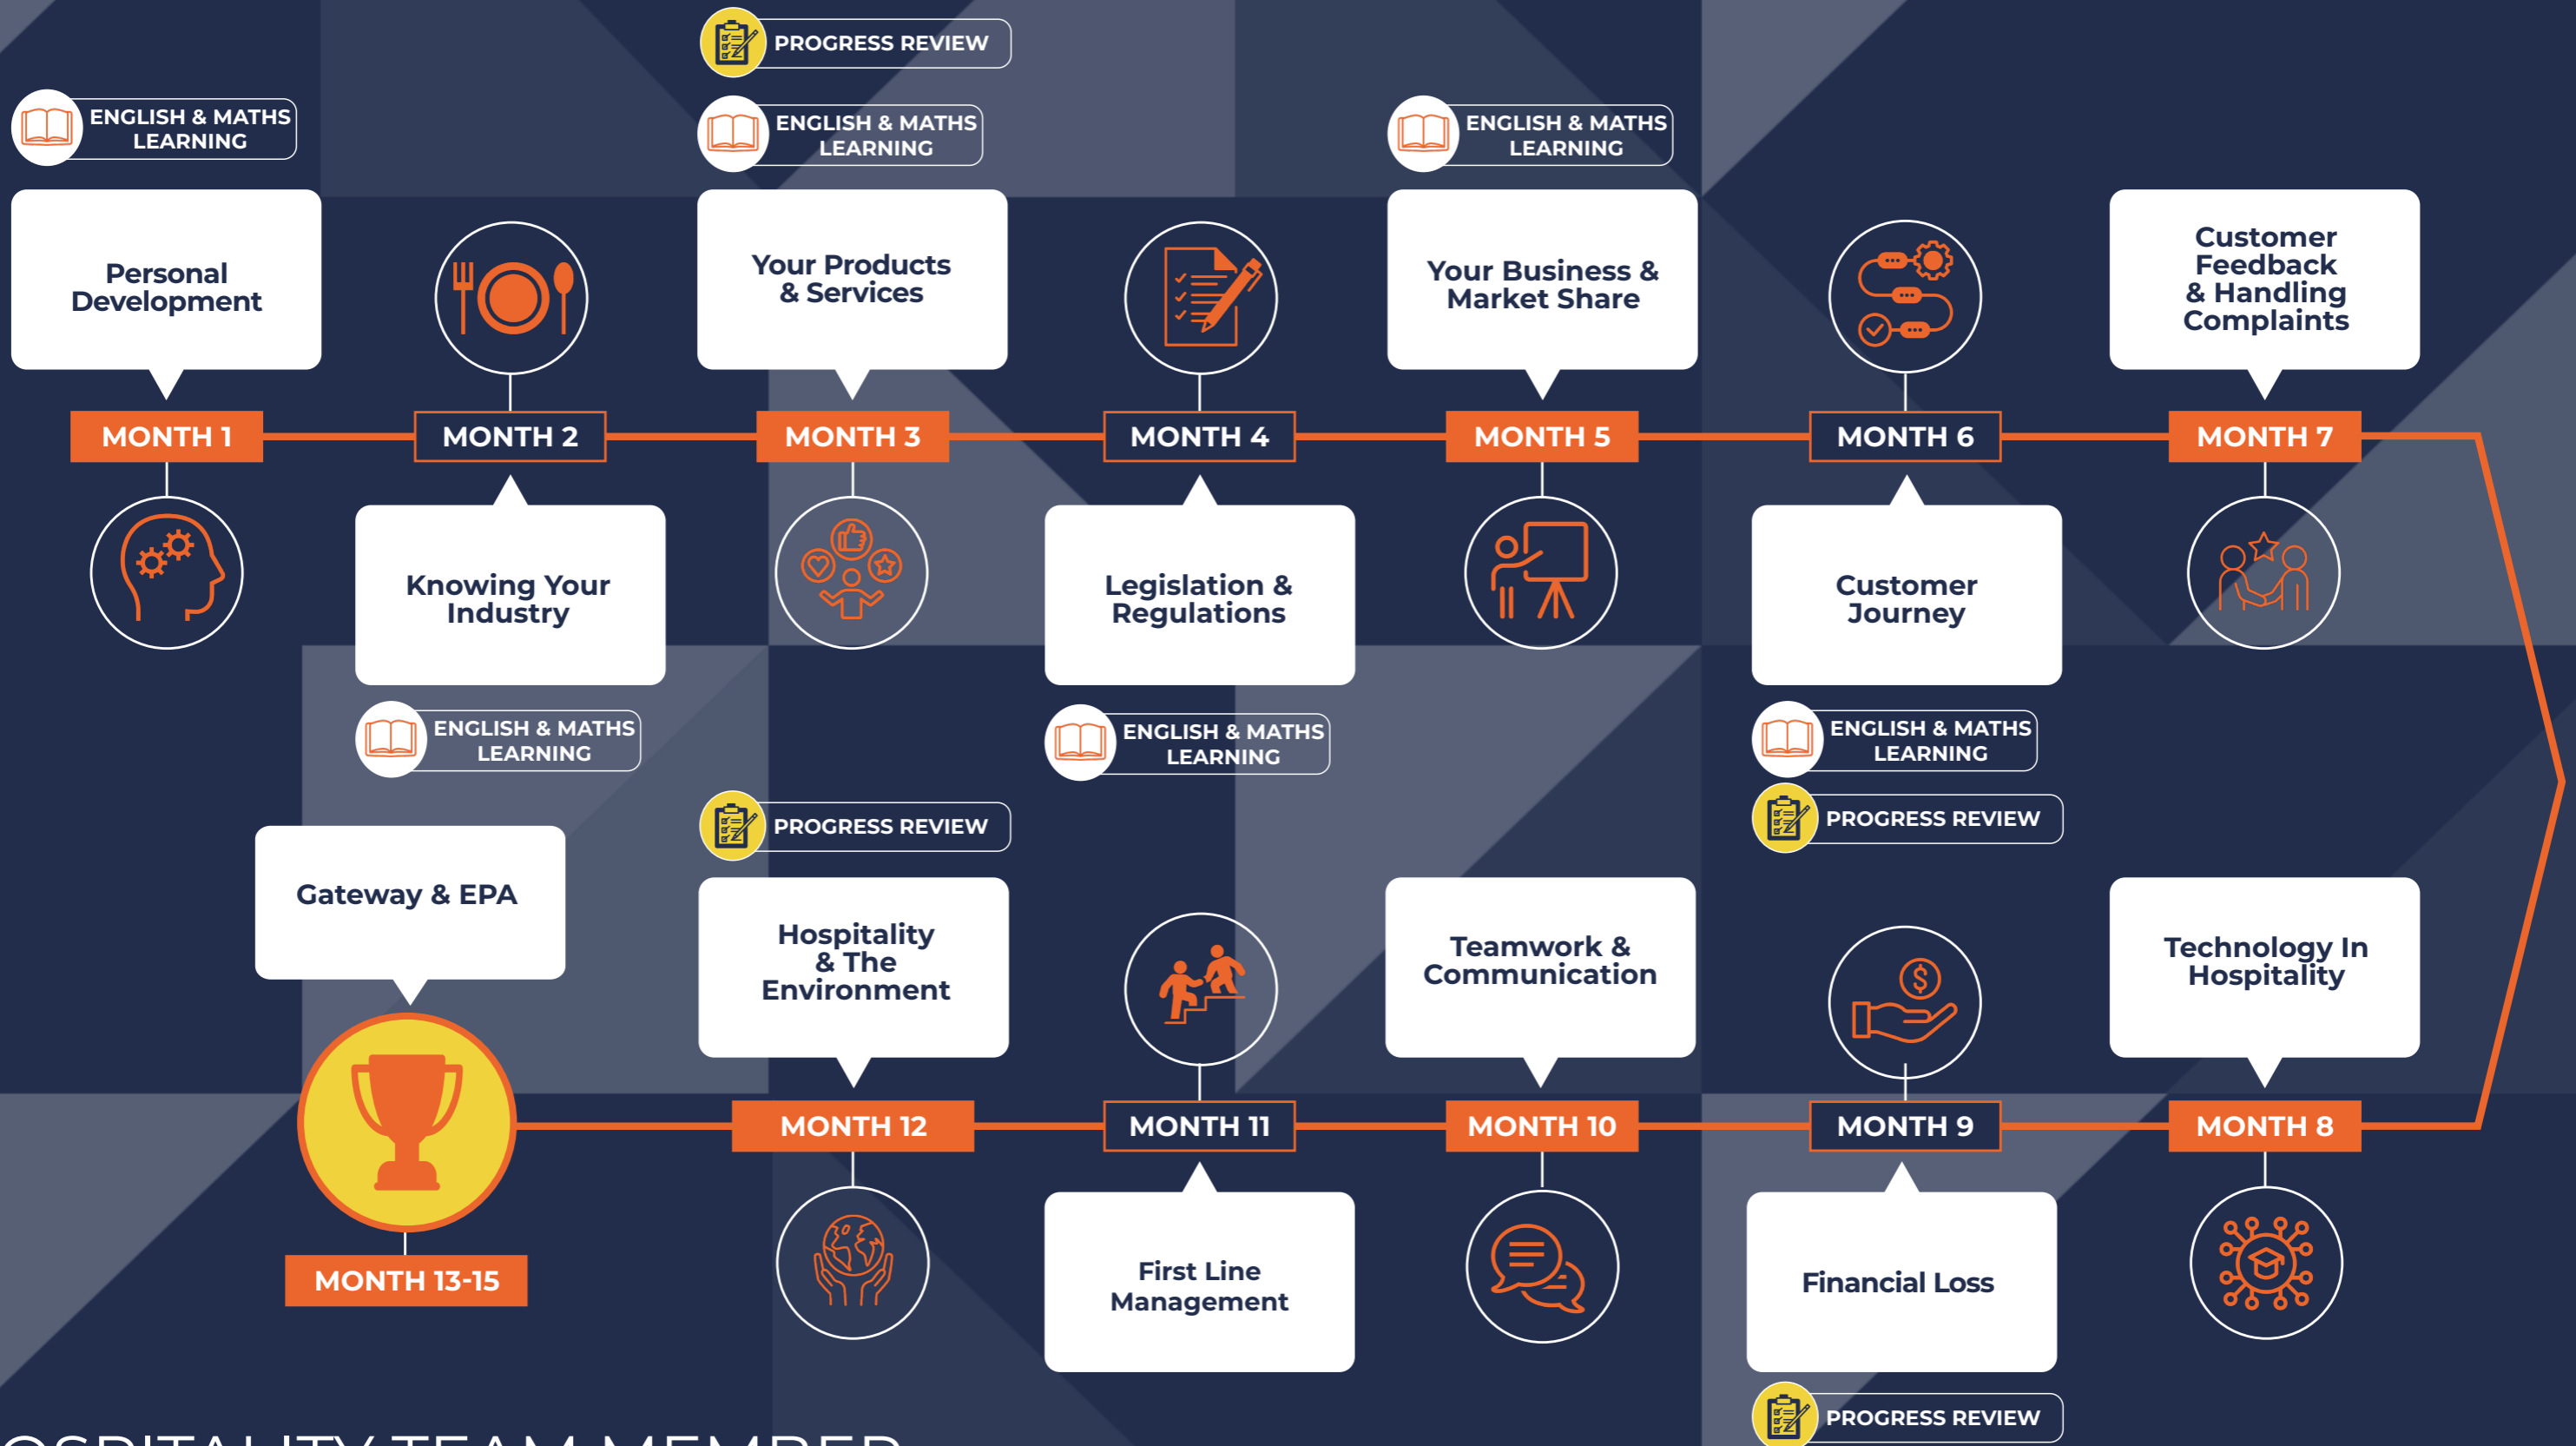 PROGRESS REVIEW
ENGLISH & MATHS
LEARNING
ENGLISH & MATHS
LEARNING
ENGLISH & MATHS
LEARNING
Personal
Development
Your Products
& Services
Your Business &
Market Share
Customer
Feedback
& Handling
Complaints
MONTH 1
MONTH 2
MONTH 3
MONTH 4
MONTH 5
MONTH 6
MONTH 7
Knowing Your
Industry
Legislation &
Regulations
Customer
Journey
ENGLISH & MATHS
LEARNING
ENGLISH & MATHS
LEARNING
ENGLISH & MATHS
LEARNING
PROGRESS REVIEW
PROGRESS REVIEW
Gateway & EPA
Hospitality
& The
Environment
Teamwork &
Communication
$
Technology In
Hospitality
MONTH 12
MONTH 11
MONTH 10
MONTH 9
MONTH 8
MONTH 13-15
First Line
Management
Financial Loss
PROGRESS REVIEW
OSPITALITY TEAM MEMBER